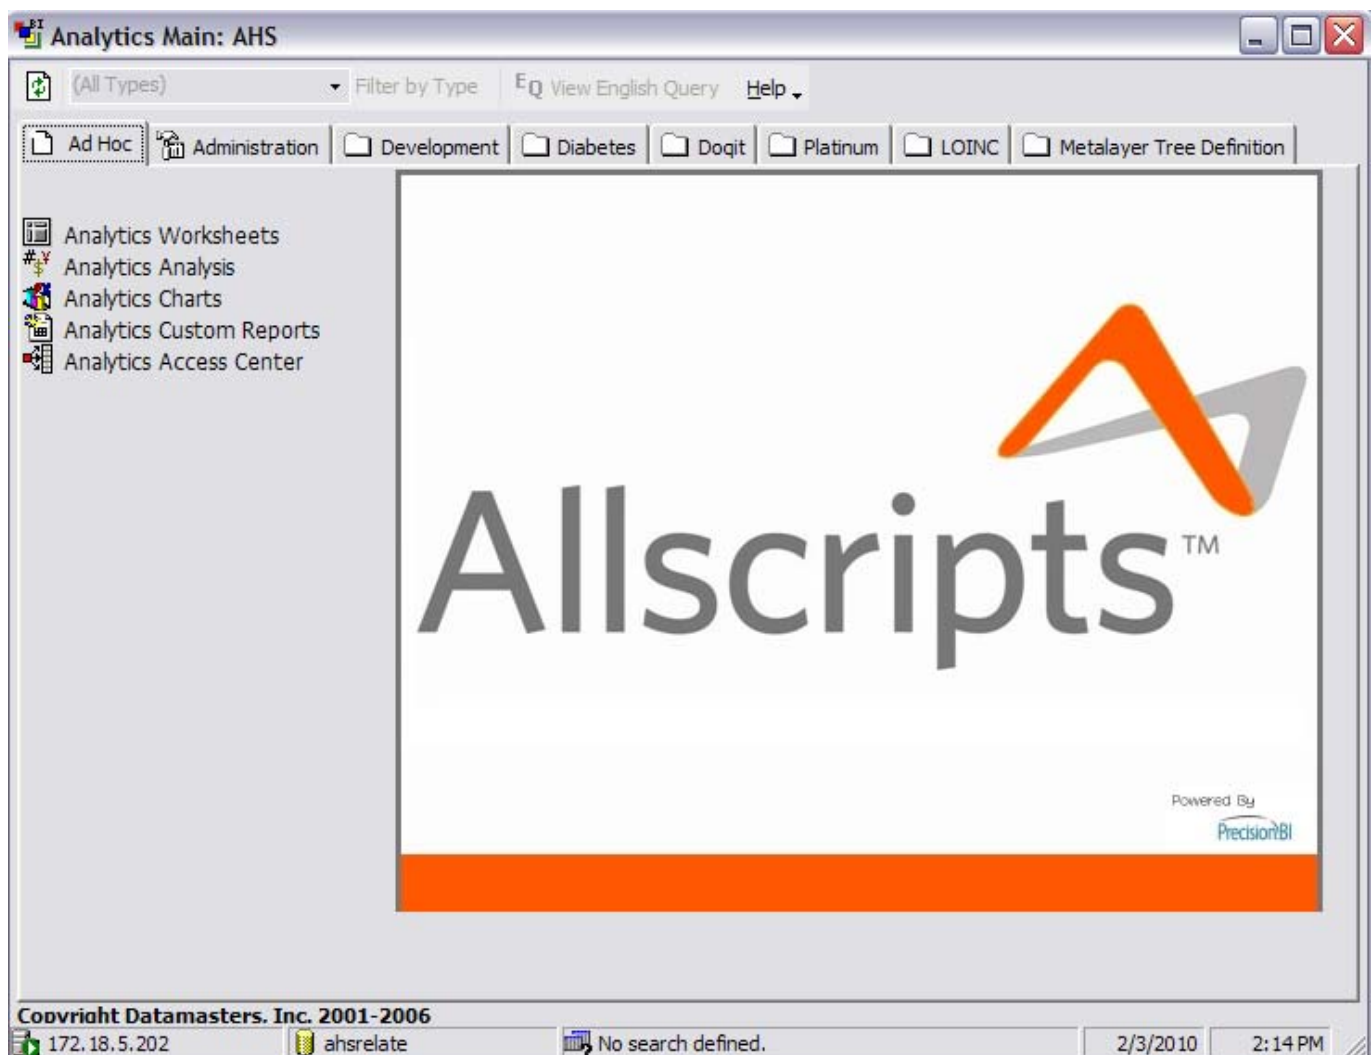 Analytics Main: AHS
(All Types) Filter by Type EQ View English Query Help
Ad Hoc Administration Development Diabetes Doqit Platinum LOINC Metalayer Tree Definition
Analytics Worksheets
Analytics Analysis
Analytics Charts
Analytics Custom Reports
Analytics Access Center
Allscripts™
Powered By
PrecisionBI
Copyright Datamasters, Inc. 2001-2006
172.18.5.202 ahsrelate No search defined. 2/3/2010 2:14 PM